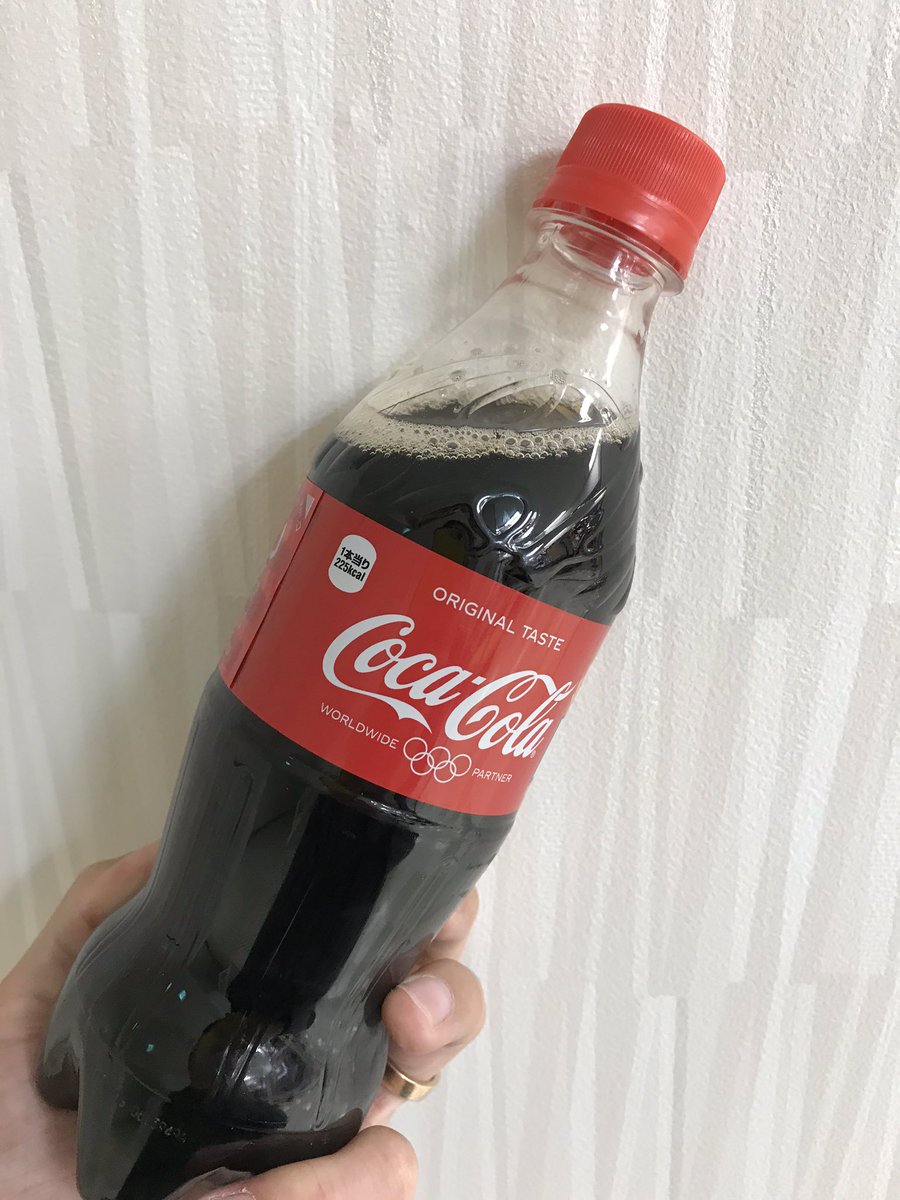 1本当り
225kcal
ORIGINAL TASTE
Coca-Cola
WORLDWIDE PARTNER